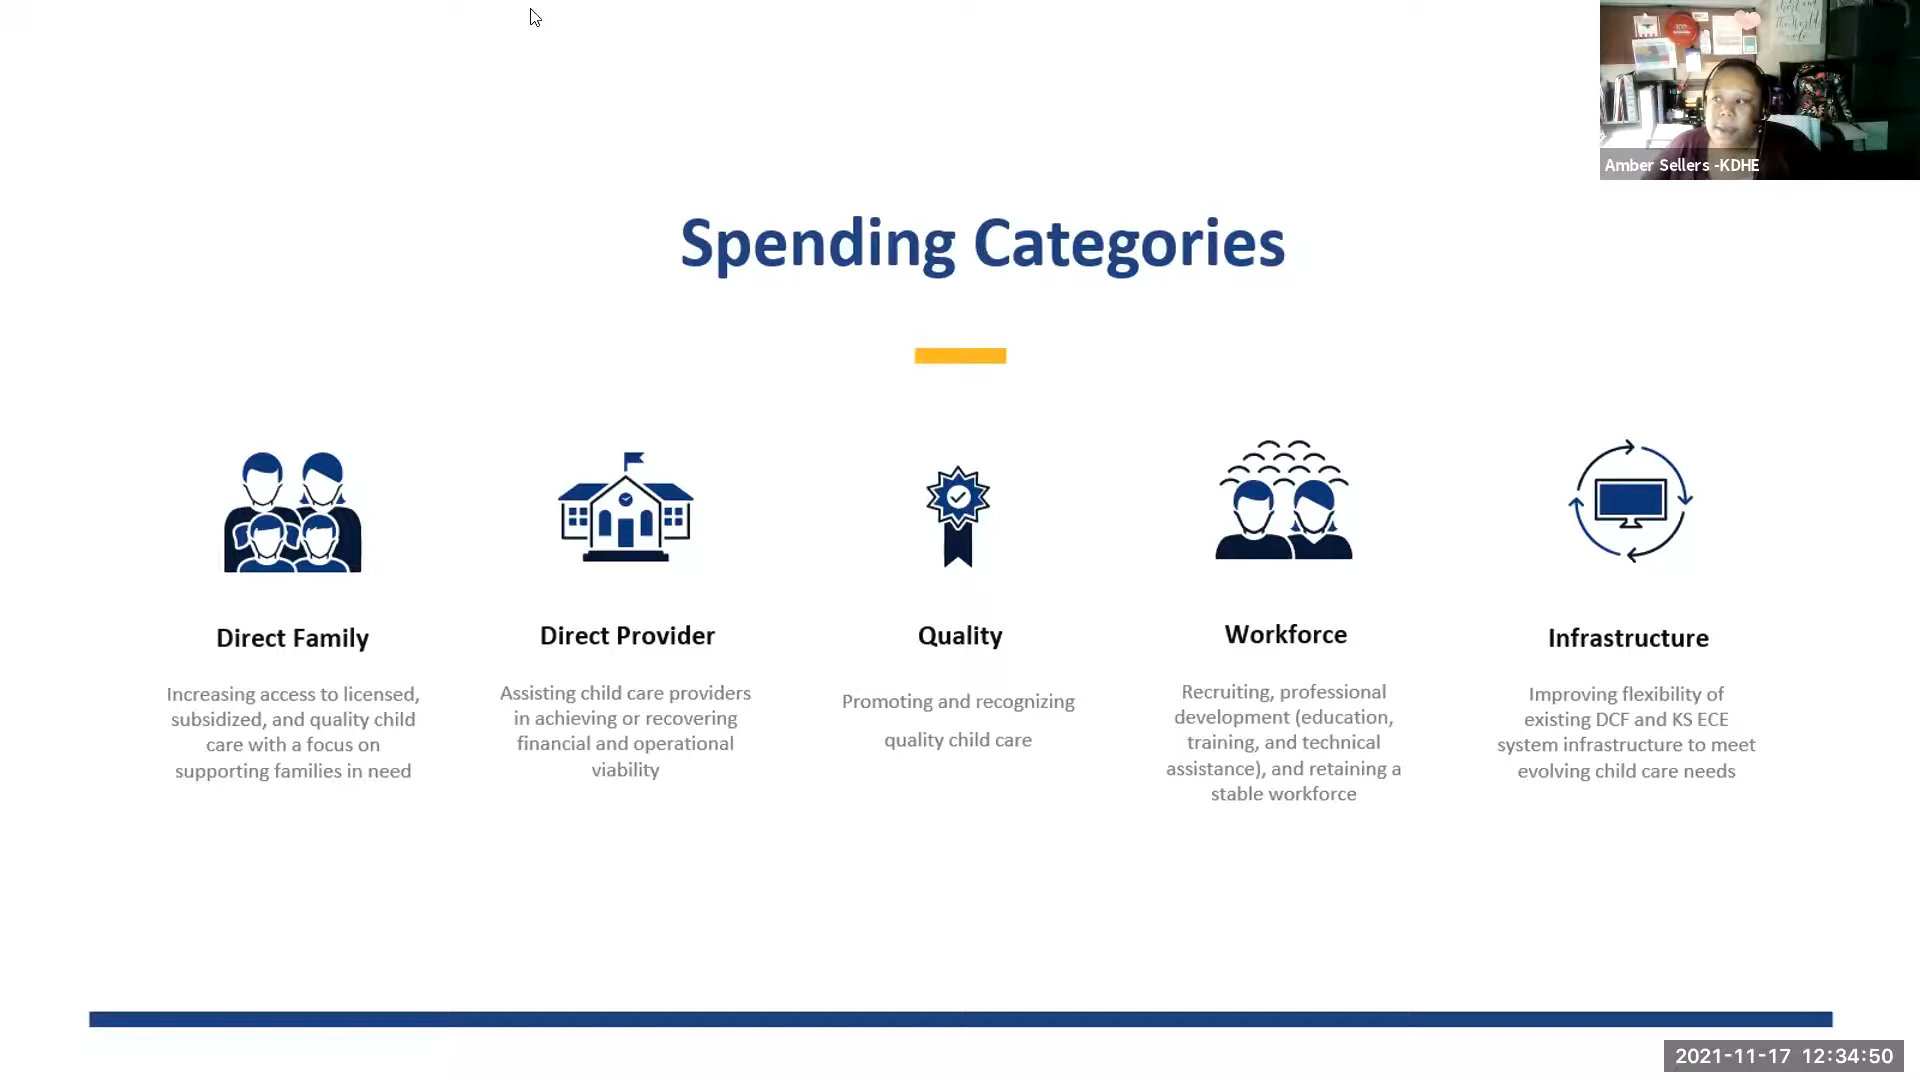 Amber Sellers -KDHE
Spending Categories
Direct Family
Increasing access to licensed,
subsidized, and quality child
care with a focus on
supporting families in need
Direct Provider
Assisting child care providers
in achieving or recovering
financial and operational
viability
Quality
Promoting and recognizing
quality child care
Workforce
Recruiting, professional
development (education,
training, and technical
assistance), and retaining a
stable workforce
Infrastructure
Improving flexibility of
existing DCF and KS ECE
system infrastructure to meet
evolving child care needs
2021-11-17 12:34:50